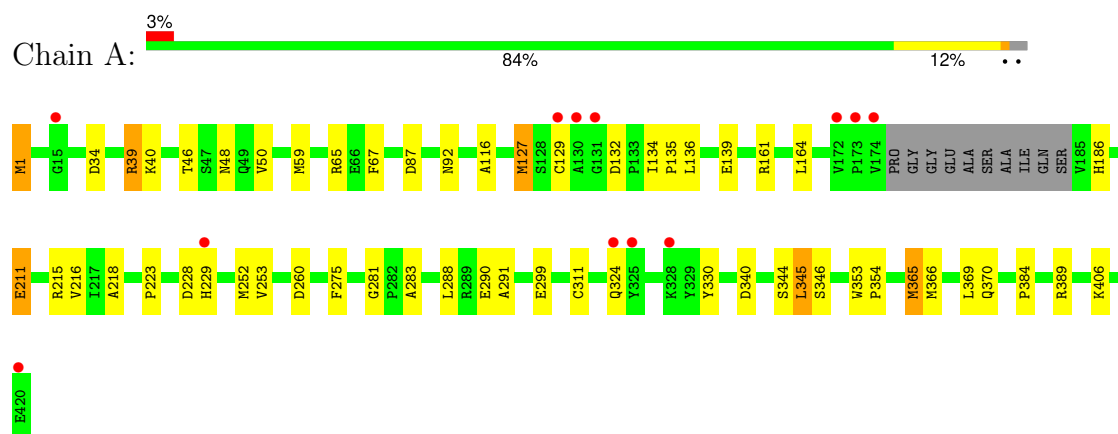 3%
Chain A:
84% 12% • •
M1 G15 D34 R39 K40 T46 S47 N48 Q49 V50 M59 R65 E66 F67 D87 N92 A116 M127 S128 C129 A130 G131 D132 P133 I134 P135 L136 E139 R161 L164 V172 P173 V174 PRO GLY GLY GLU ALA SER ALA ILE GLN SER V185 H186
E211 R215 V216 I217 A218 P223 D228 H229 M252 V253 D260 F275 G281 P282 A283 L288 R289 E290 A291 E299 C311 Q324 Y325 K328 Y329 Y330 D340 S344 L345 S346 W353 P354 M365 M366 L369 Q370 P384 R389 K406
E420